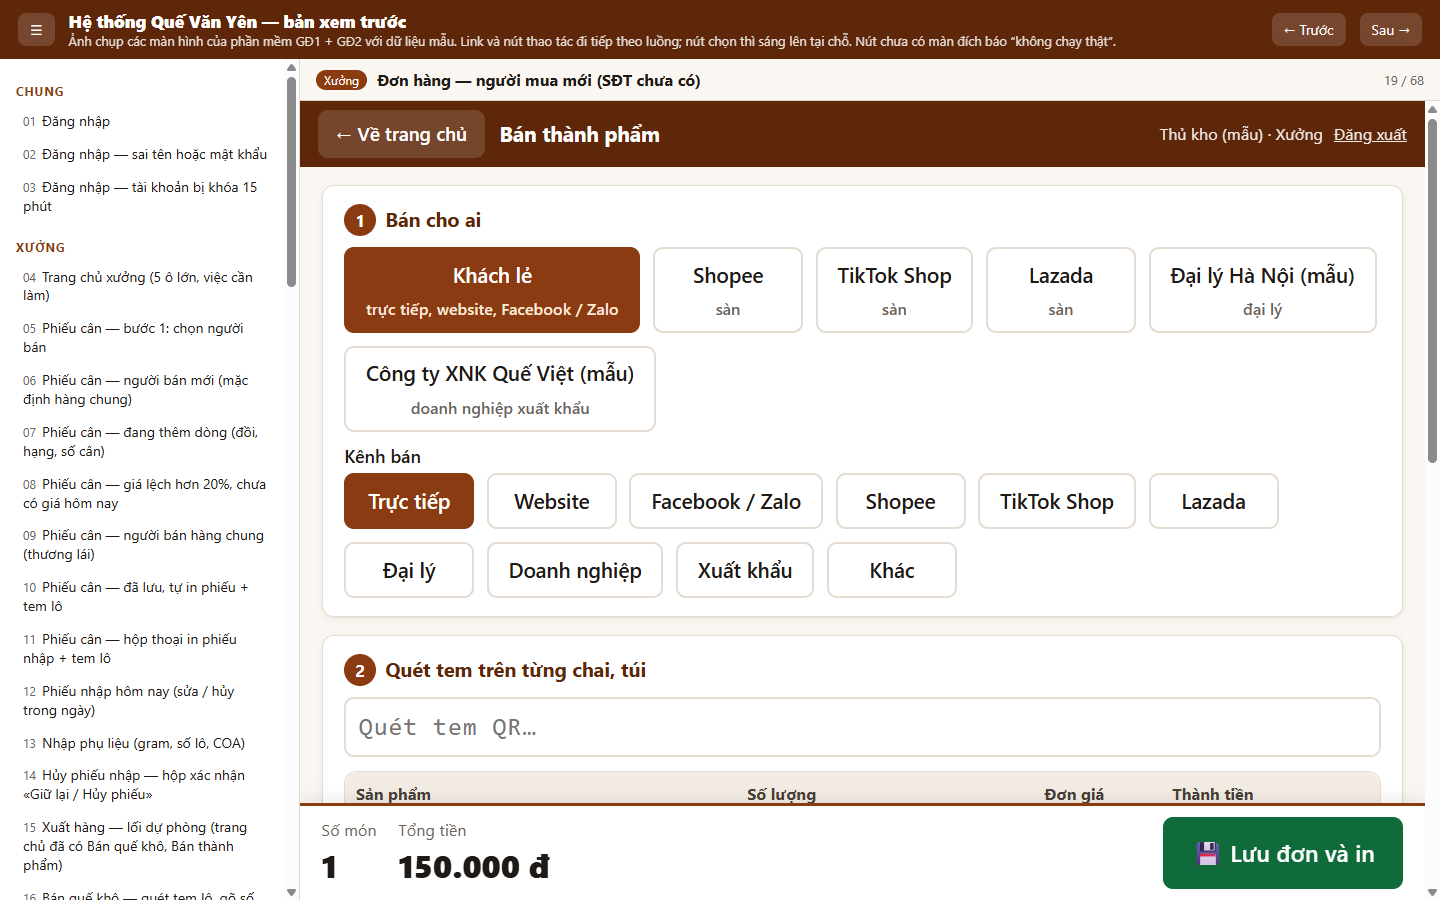 ☰
Hệ thống Quế Văn Yên — bản xem trước
Ảnh chụp các màn hình của phần mềm GĐ1 + GĐ2 với dữ liệu mẫu. Link và nút thao tác đi tiếp theo luồng; nút chọn thì sáng lên tại chỗ. Nút chưa có màn đích báo “không chạy thật”.
← Trước
Sau →
CHUNG
01 Đăng nhập
02 Đăng nhập — sai tên hoặc mật khẩu
03 Đăng nhập — tài khoản bị khóa 15
phút
XƯỞNG
04 Trang chủ xưởng (5 ô lớn, việc cần
làm)
05 Phiếu cân — bước 1: chọn người
bán
06 Phiếu cân — người bán mới (mặc
định hàng chung)
07 Phiếu cân — đang thêm dòng (đồi,
hạng, số cân)
08 Phiếu cân — giá lệch hơn 20%, chưa
có giá hôm nay
09 Phiếu cân — người bán hàng chung
(thương lái)
10 Phiếu cân — đã lưu, tự in phiếu +
tem lô
11 Phiếu cân — hộp thoại in phiếu
nhập + tem lô
12 Phiếu nhập hôm nay (sửa / hủy
trong ngày)
13 Nhập phụ liệu (gram, số lô, COA)
14 Hủy phiếu nhập — hộp xác nhận
«Giữ lại / Hủy phiếu»
15 Xuất hàng — lối dự phòng (trang
chủ đã có Bán quế khô, Bán thành
phẩm)
16 Bán quế khô — quét tem lô, gõ số
Xưởng
Đơn hàng — người mua mới (SĐT chưa có)
19 / 68
← Về trang chủ
Bán thành phẩm
Thủ kho (mẫu) · Xưởng Đăng xuất
1 Bán cho ai
Khách lẻ
trực tiếp, website, Facebook / Zalo
Shopee
sàn
TikTok Shop
sàn
Lazada
sàn
Đại lý Hà Nội (mẫu)
đại lý
Công ty XNK Quế Việt (mẫu)
doanh nghiệp xuất khẩu
Kênh bán
Trực tiếp
Website
Facebook / Zalo
Shopee
TikTok Shop
Lazada
Đại lý
Doanh nghiệp
Xuất khẩu
Khác
2 Quét tem trên từng chai, túi
Quét tem QR…
Sản phẩm
Số lượng
Đơn giá
Thành tiền
Số món
1
Tổng tiền
150.000 đ
Lưu đơn và in